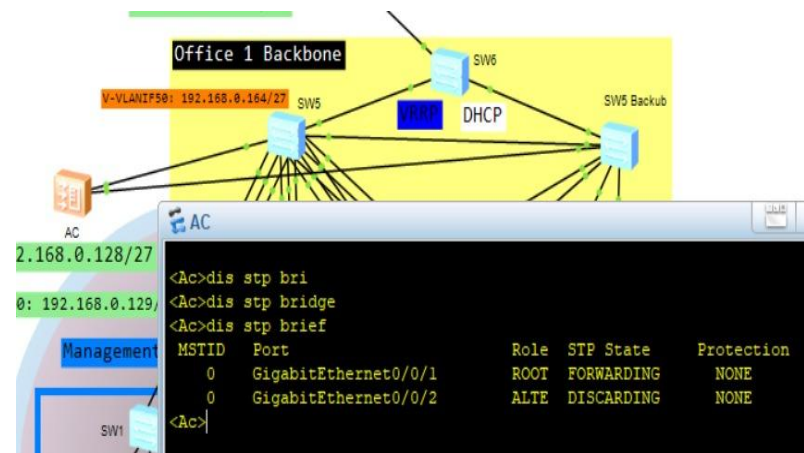 Office 1 Backbone
SW6
V-VLANIF50: 192.168.0.164/27
SW5
VRRP
DHCP
SW5 Backub
AC
2.168.0.128/27
0: 192.168.0.129/
Management
SW1
AC
<Ac>dis stp bri
<Ac>dis stp bridge
<Ac>dis stp brief
MSTID Port Role STP State Protection
0 GigabitEthernet0/0/1 ROOT FORWARDING NONE
0 GigabitEthernet0/0/2 ALTE DISCARDING NONE
<Ac>